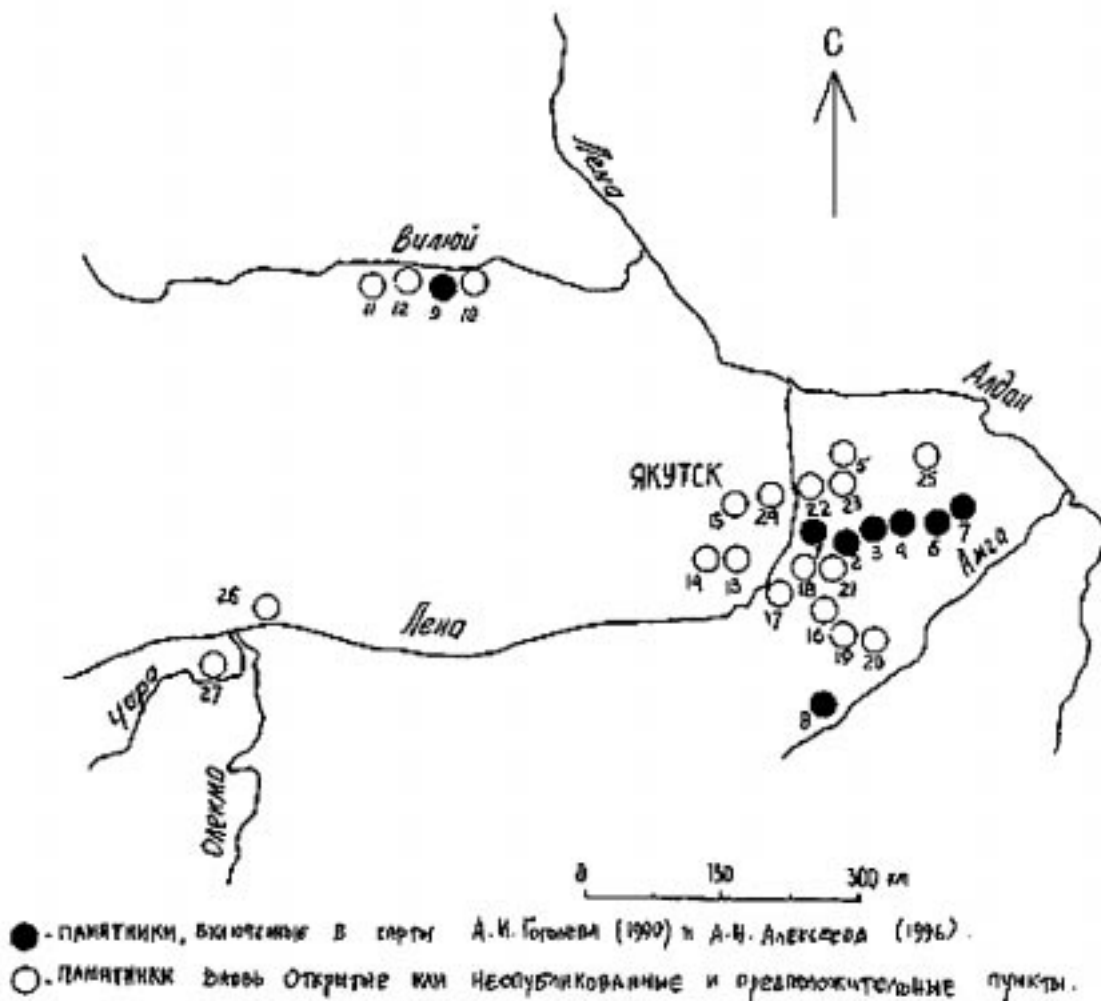 С
Лена
Вилюй
11 12 9 10
Алдан
ЯКУТСК
5 25
15 24 22 23
1 2 3 4 6 7
Амга
14 13 18 21
17
26
Лена
16
19 20
27
Чара
8
Олекма
0 150 300 км
- ПАМЯТНИКИ, ВКЛЮЧЕННЫЕ В КАРТЫ А.И. Гоголева (1990) и А.Н. Алексеева (1996).
- ПАМЯТНИКИ ВНОВЬ ОТКРЫТЫЕ ИЛИ НЕОПУБЛИКОВАННЫЕ И ПРЕДПОЛОЖИТЕЛЬНЫЕ ПУНКТЫ.